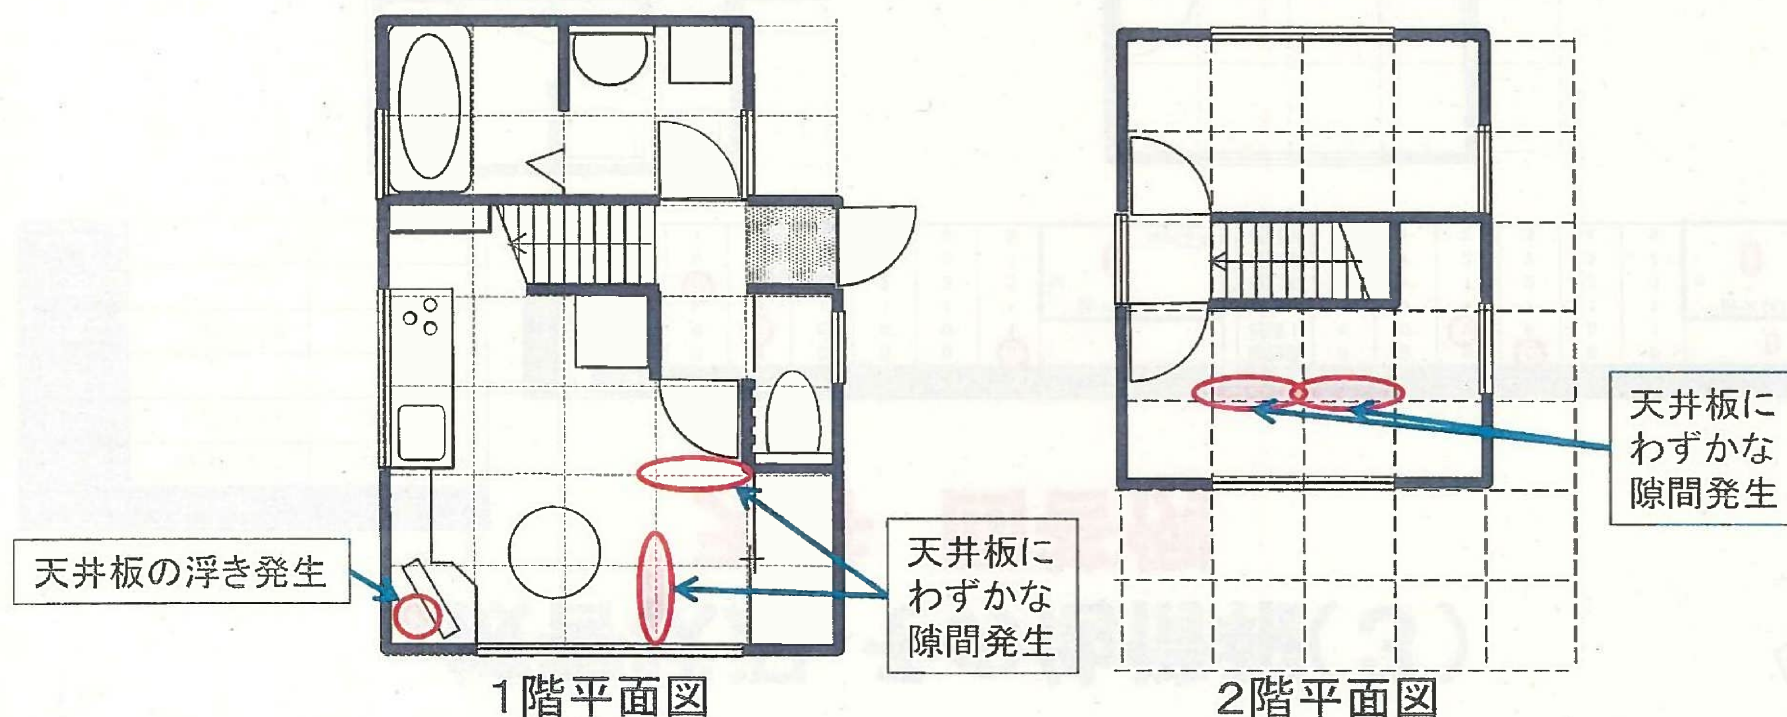 天井板の浮き発生
天井板に
わずかな
隙間発生
1階平面図
天井板に
わずかな
隙間発生
2階平面図